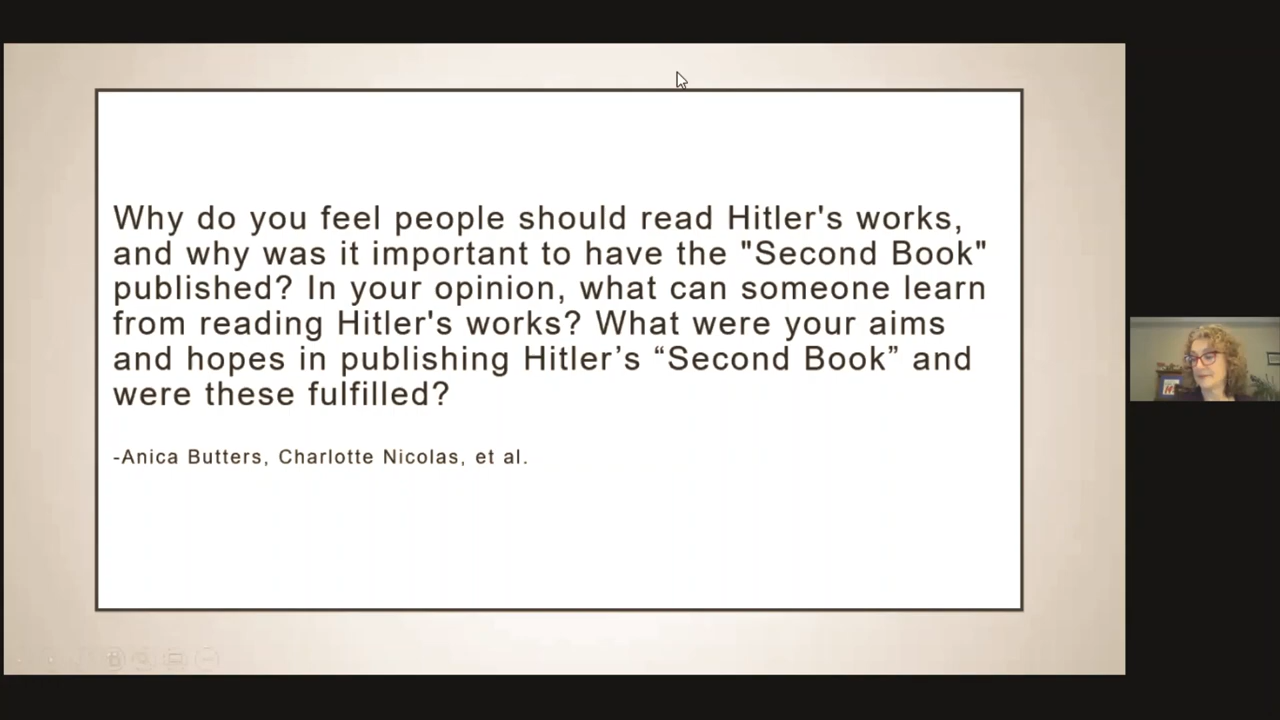 Why do you feel people should read Hitler's works,
and why was it important to have the "Second Book"
published? In your opinion, what can someone learn
from reading Hitler's works? What were your aims
and hopes in publishing Hitler’s “Second Book” and
were these fulfilled?
-Anica Butters, Charlotte Nicolas, et al.